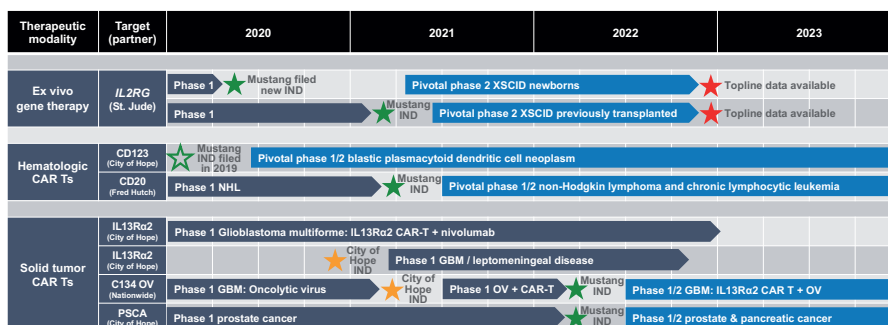 Therapeutic
modality
Target
(partner)
2020
2021
2022
2023
Ex vivo
gene therapy
IL2RG
(St. Jude)
Phase 1
Mustang filed
new IND
Pivotal phase 2 XSCID newborns
Topline data available
Phase 1
Mustang
IND
Pivotal phase 2 XSCID previously transplanted
Topline data available
Hematologic
CAR Ts
CD123
(City of Hope)
Mustang
IND filed
in 2019
Pivotal phase 1/2 blastic plasmacytoid dendritic cell neoplasm
CD20
(Fred Hutch)
Phase 1 NHL
Mustang
IND
Pivotal phase 1/2 non-Hodgkin lymphoma and chronic lymphocytic leukemia
Solid tumor
CAR Ts
IL13Rα2
(City of Hope)
Phase 1 Glioblastoma multiforme: IL13Rα2 CAR-T + nivolumab
IL13Rα2
(City of Hope)
City of
Hope
IND
Phase 1 GBM / leptomeningeal disease
C134 OV
(Nationwide)
Phase 1 GBM: Oncolytic virus
City of
Hope
IND
Phase 1 OV + CAR-T
Mustang
IND
Phase 1/2 GBM: IL13Rα2 CAR T + OV
PSCA
(City of Hope)
Phase 1 prostate cancer
Mustang
IND
Phase 1/2 prostate & pancreatic cancer